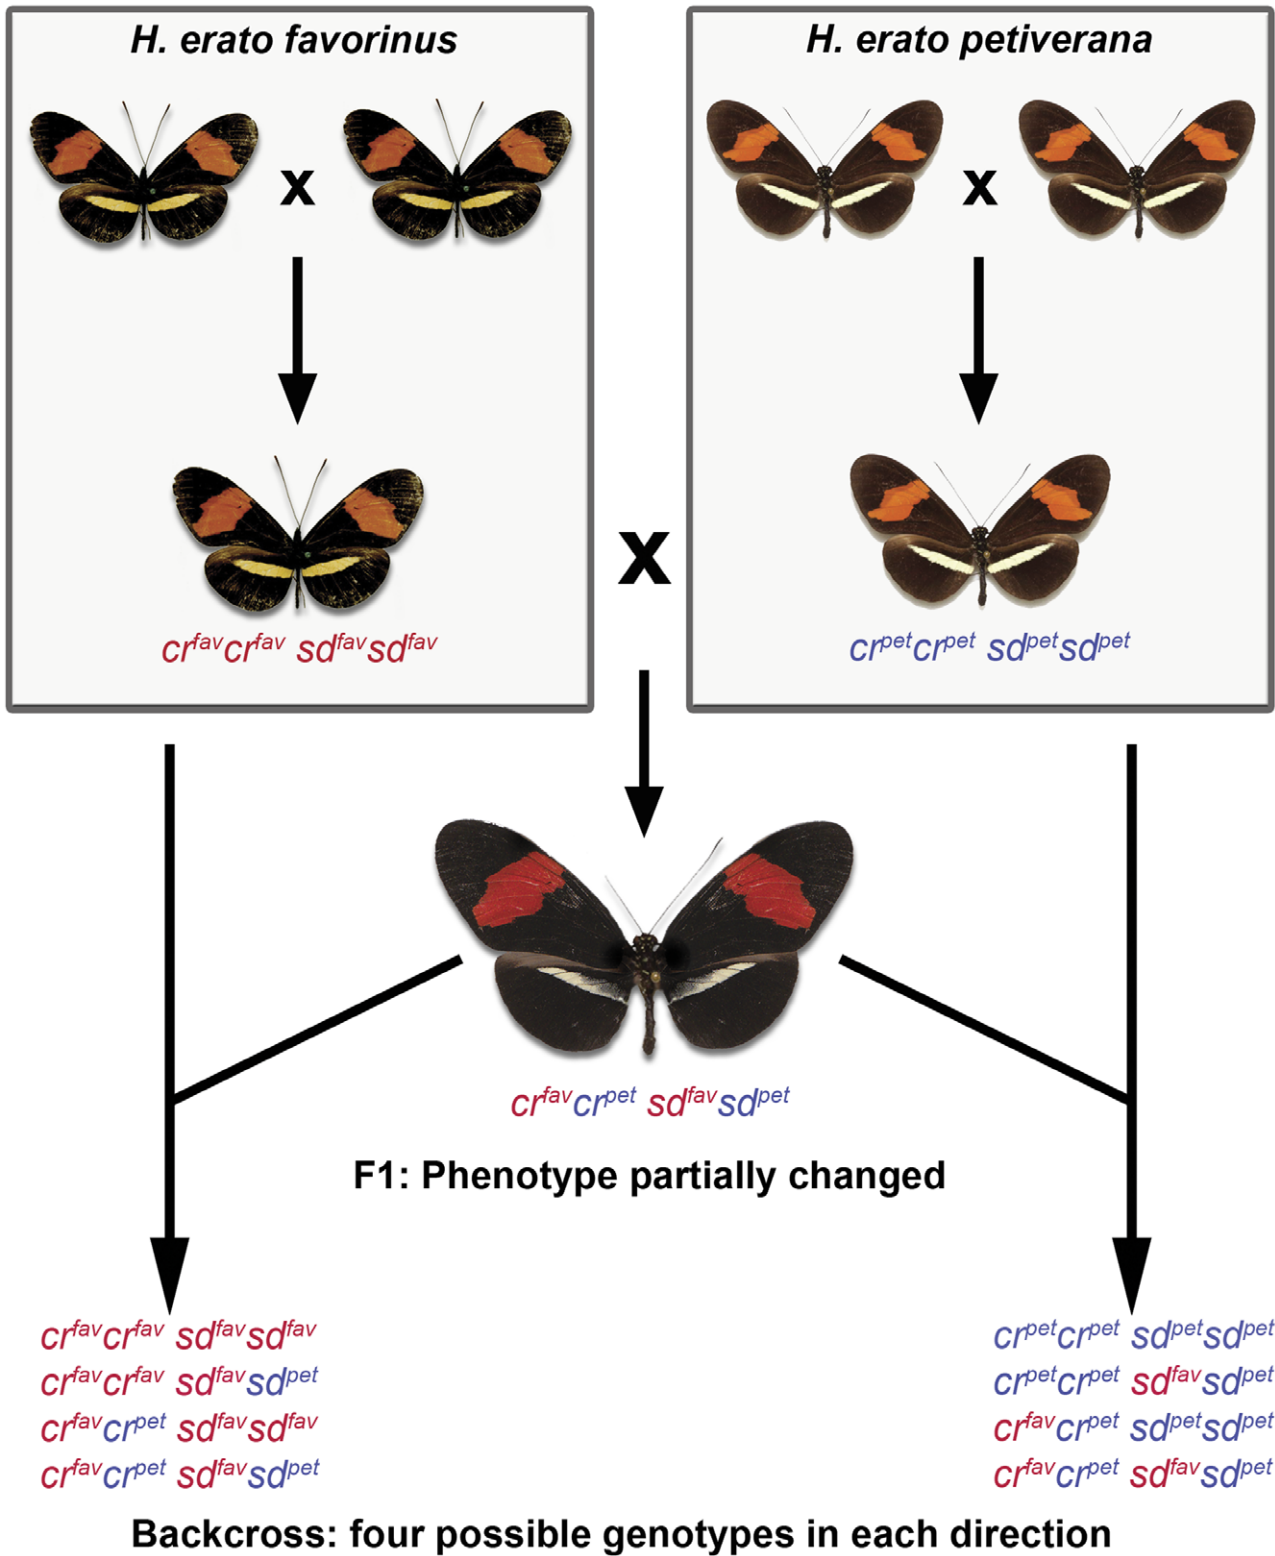 H. erato favorinus
H. erato petiverana
x
x
cr^fav cr^fav sd^fav sd^fav
x
cr^pet cr^pet sd^pet sd^pet
cr^fav cr^pet sd^fav sd^pet
F1: Phenotype partially changed
cr^fav cr^fav sd^fav sd^fav
cr^fav cr^fav sd^fav sd^pet
cr^fav cr^pet sd^fav sd^fav
cr^fav cr^pet sd^fav sd^pet
cr^pet cr^pet sd^pet sd^pet
cr^pet cr^pet sd^fav sd^pet
cr^fav cr^pet sd^pet sd^pet
cr^fav cr^pet sd^fav sd^pet
Backcross: four possible genotypes in each direction